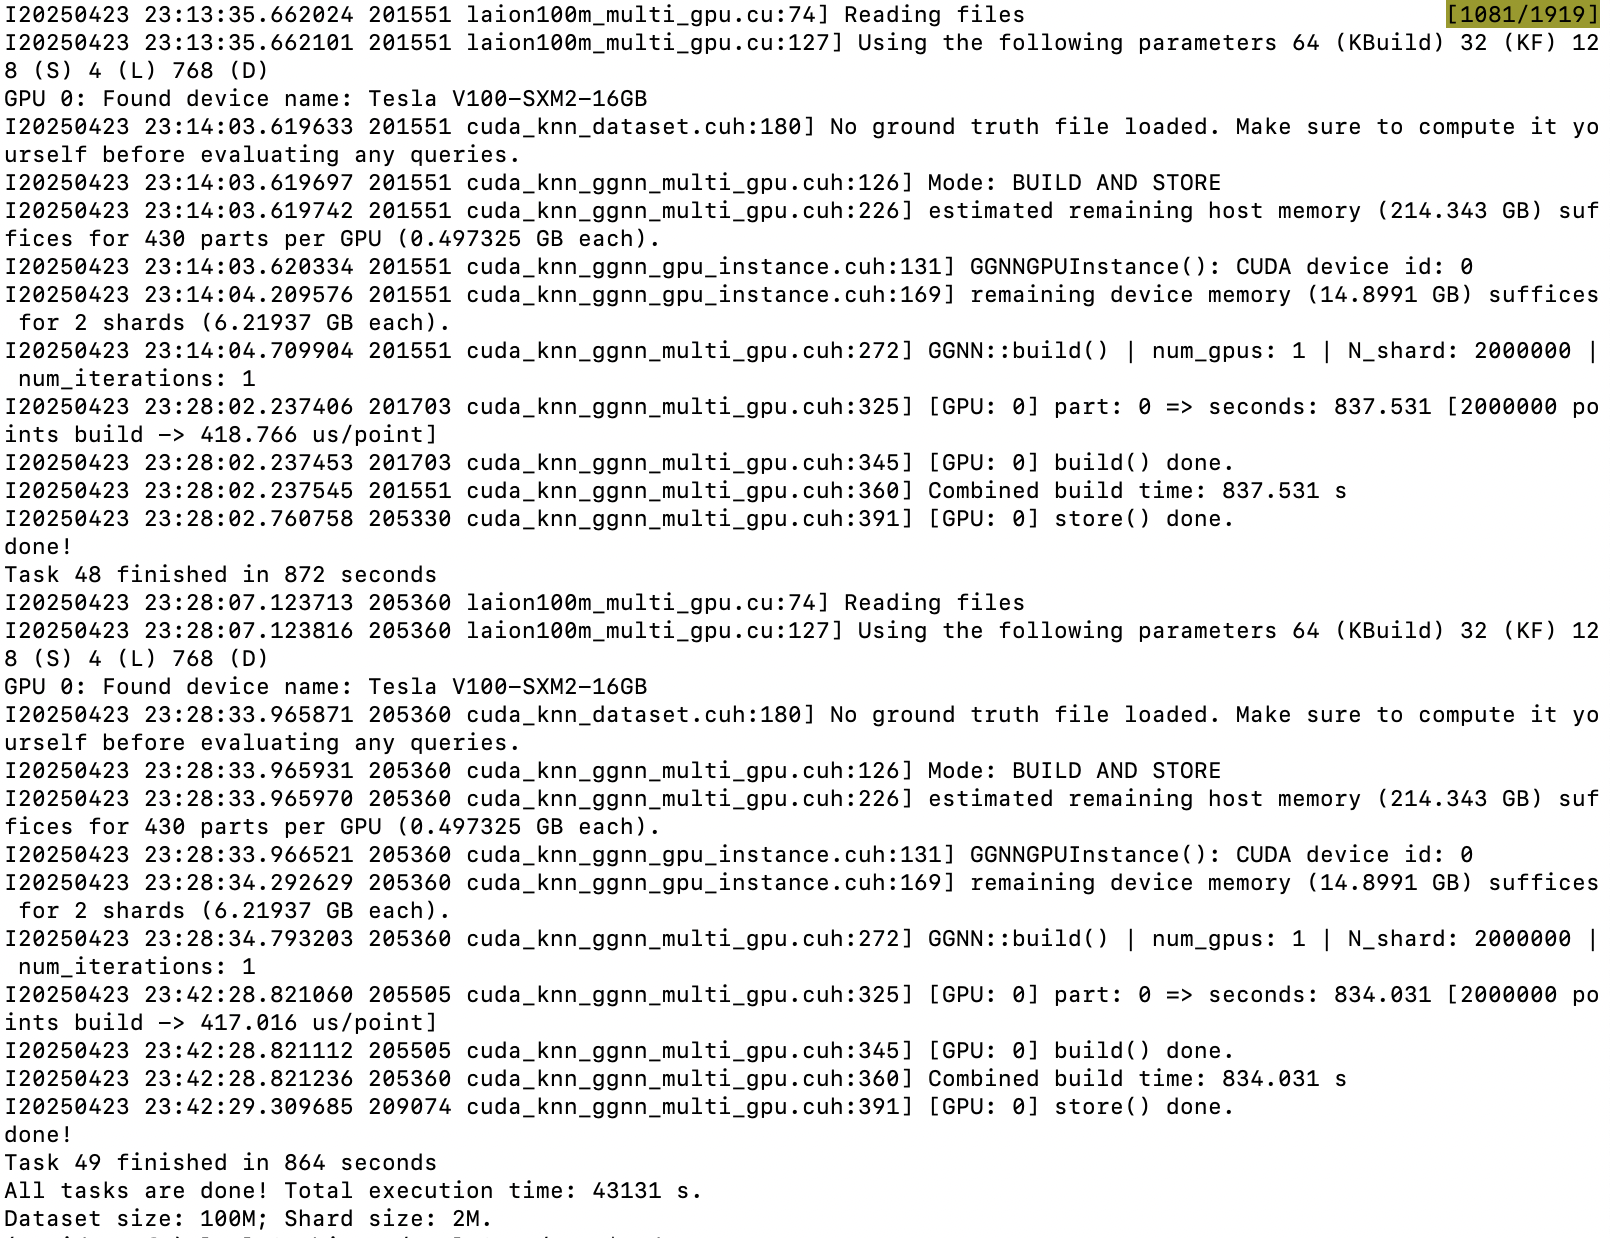 I20250423 23:13:35.662024 201551 laion100m_multi_gpu.cu:74] Reading files [1081/1919]
I20250423 23:13:35.662101 201551 laion100m_multi_gpu.cu:127] Using the following parameters 64 (KBuild) 32 (KF) 12
8 (S) 4 (L) 768 (D)
GPU 0: Found device name: Tesla V100-SXM2-16GB
I20250423 23:14:03.619633 201551 cuda_knn_dataset.cuh:180] No ground truth file loaded. Make sure to compute it yo
urself before evaluating any queries.
I20250423 23:14:03.619697 201551 cuda_knn_ggnn_multi_gpu.cuh:126] Mode: BUILD AND STORE
I20250423 23:14:03.619742 201551 cuda_knn_ggnn_multi_gpu.cuh:226] estimated remaining host memory (214.343 GB) suf
fices for 430 parts per GPU (0.497325 GB each).
I20250423 23:14:03.620334 201551 cuda_knn_ggnn_gpu_instance.cuh:131] GGNNGPUInstance(): CUDA device id: 0
I20250423 23:14:04.209576 201551 cuda_knn_ggnn_gpu_instance.cuh:169] remaining device memory (14.8991 GB) suffices
 for 2 shards (6.21937 GB each).
I20250423 23:14:04.709904 201551 cuda_knn_ggnn_multi_gpu.cuh:272] GGNN::build() | num_gpus: 1 | N_shard: 2000000 |
 num_iterations: 1
I20250423 23:28:02.237406 201703 cuda_knn_ggnn_multi_gpu.cuh:325] [GPU: 0] part: 0 => seconds: 837.531 [2000000 po
ints build -> 418.766 us/point]
I20250423 23:28:02.237453 201703 cuda_knn_ggnn_multi_gpu.cuh:345] [GPU: 0] build() done.
I20250423 23:28:02.237545 201551 cuda_knn_ggnn_multi_gpu.cuh:360] Combined build time: 837.531 s
I20250423 23:28:02.760758 205330 cuda_knn_ggnn_multi_gpu.cuh:391] [GPU: 0] store() done.
done!
Task 48 finished in 872 seconds
I20250423 23:28:07.123713 205360 laion100m_multi_gpu.cu:74] Reading files
I20250423 23:28:07.123816 205360 laion100m_multi_gpu.cu:127] Using the following parameters 64 (KBuild) 32 (KF) 12
8 (S) 4 (L) 768 (D)
GPU 0: Found device name: Tesla V100-SXM2-16GB
I20250423 23:28:33.965871 205360 cuda_knn_dataset.cuh:180] No ground truth file loaded. Make sure to compute it yo
urself before evaluating any queries.
I20250423 23:28:33.965931 205360 cuda_knn_ggnn_multi_gpu.cuh:126] Mode: BUILD AND STORE
I20250423 23:28:33.965970 205360 cuda_knn_ggnn_multi_gpu.cuh:226] estimated remaining host memory (214.343 GB) suf
fices for 430 parts per GPU (0.497325 GB each).
I20250423 23:28:33.966521 205360 cuda_knn_ggnn_gpu_instance.cuh:131] GGNNGPUInstance(): CUDA device id: 0
I20250423 23:28:34.292629 205360 cuda_knn_ggnn_gpu_instance.cuh:169] remaining device memory (14.8991 GB) suffices
 for 2 shards (6.21937 GB each).
I20250423 23:28:34.793203 205360 cuda_knn_ggnn_multi_gpu.cuh:272] GGNN::build() | num_gpus: 1 | N_shard: 2000000 |
 num_iterations: 1
I20250423 23:42:28.821060 205505 cuda_knn_ggnn_multi_gpu.cuh:325] [GPU: 0] part: 0 => seconds: 834.031 [2000000 po
ints build -> 417.016 us/point]
I20250423 23:42:28.821112 205505 cuda_knn_ggnn_multi_gpu.cuh:345] [GPU: 0] build() done.
I20250423 23:42:28.821236 205360 cuda_knn_ggnn_multi_gpu.cuh:360] Combined build time: 834.031 s
I20250423 23:42:29.309685 209074 cuda_knn_ggnn_multi_gpu.cuh:391] [GPU: 0] store() done.
done!
Task 49 finished in 864 seconds
All tasks are done! Total execution time: 43131 s.
Dataset size: 100M; Shard size: 2M.